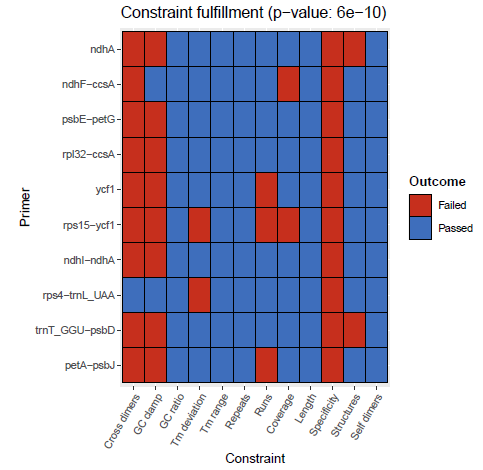 Constraint fulfillment (p−value: 6e−10)
Primer
ndhA
ndhF−ccsA
psbE−petG
rpl32−ccsA
ycf1
rps15−ycf1
ndhI−ndhA
rps4−trnL_UAA
trnT_GGU−psbD
petA−psbJ
Outcome
Failed
Passed
Cross dimers
GC clamp
GC ratio
Tm deviation
Tm range
Repeats
Runs
Coverage
Length
Specificity
Structures
Self dimers
Constraint